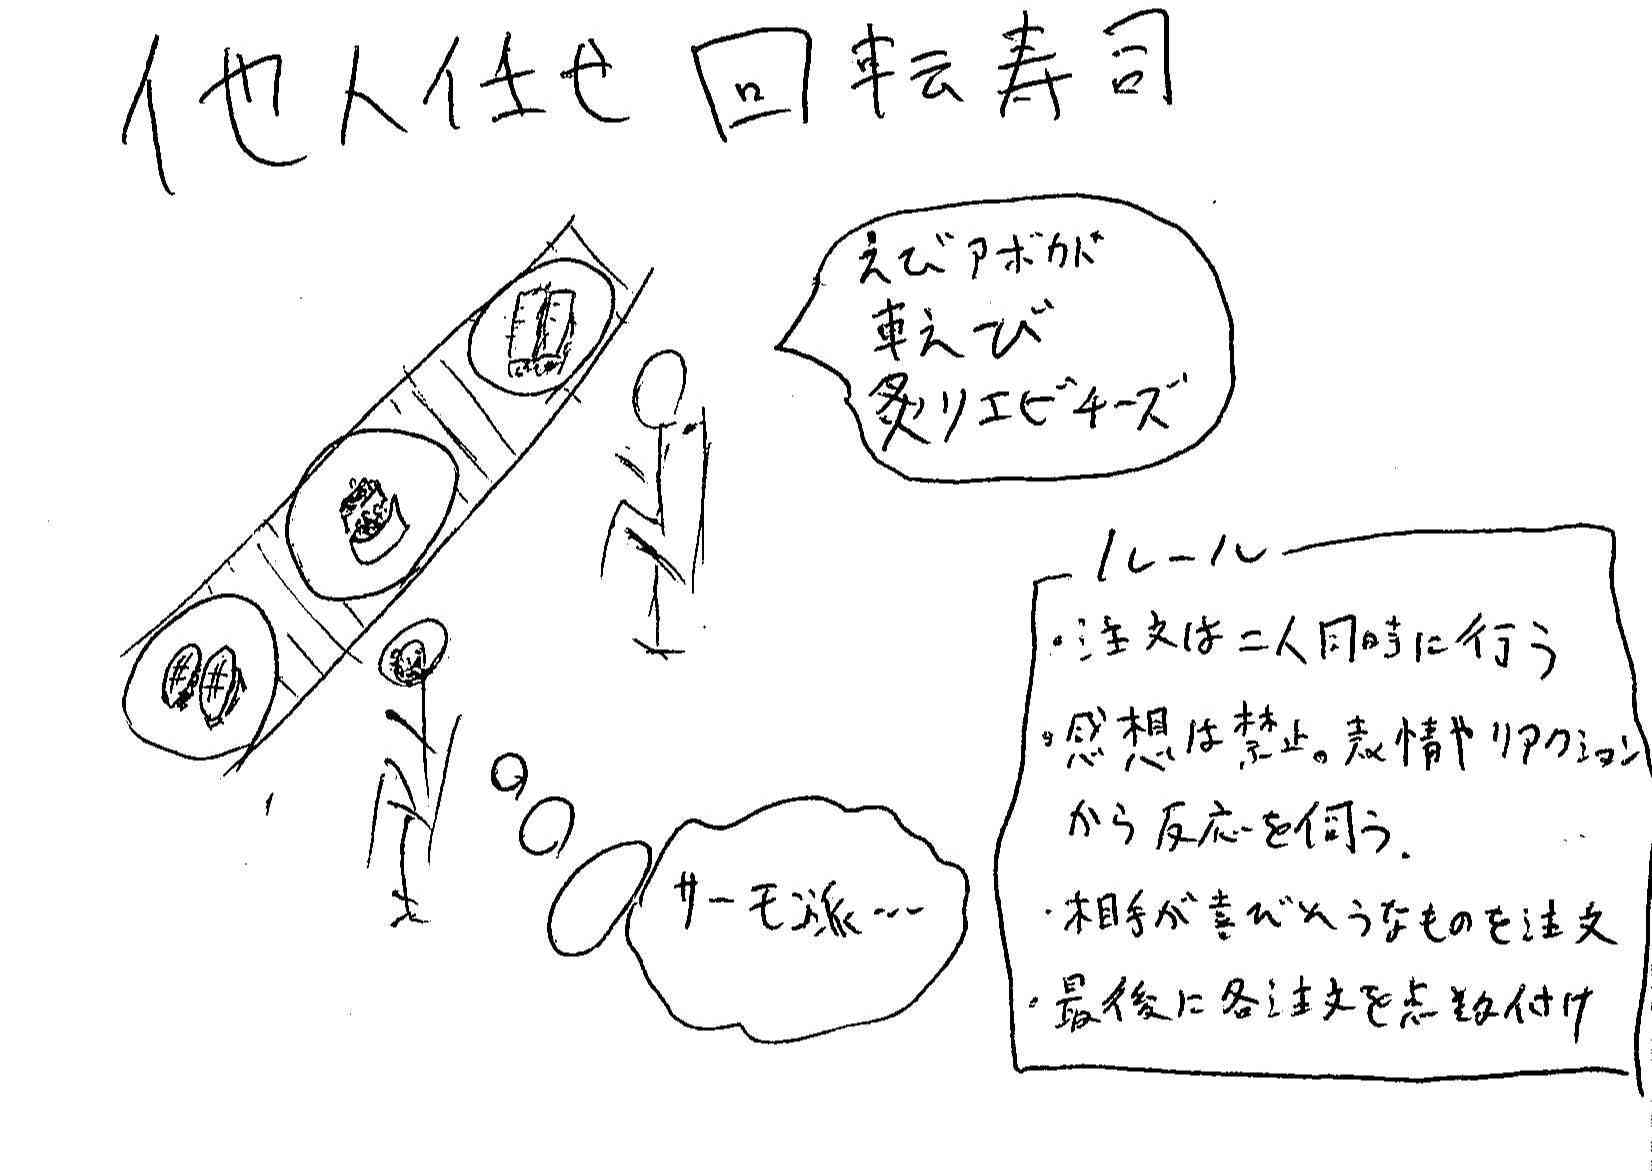 他人任せ回転寿司
えびアボカド
車えび
炙りエビチーズ
サーモン派…
ルール
・注文は二人同時に行う
・感想は禁止。表情やリアクション
から反応を伺う.
・相手が喜びそうなものを注文
・最後に各注文を点数付け